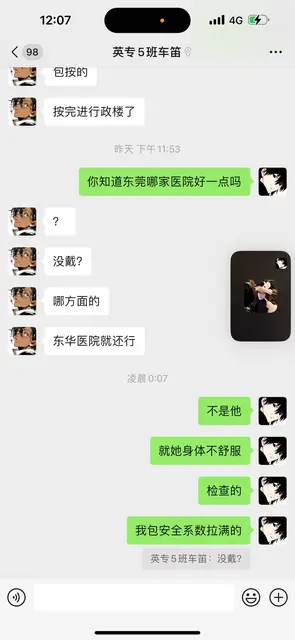 12:07
4G
98
英专5班车笛
包按的
按完进行政楼了
昨天 下午11:53
你知道东莞哪家医院好一点吗
?
没戴?
哪方面的
东华医院就还行
凌晨0:07
不是他
就她身体不舒服
检查的
我包安全系数拉满的
英专5班车笛：没戴?